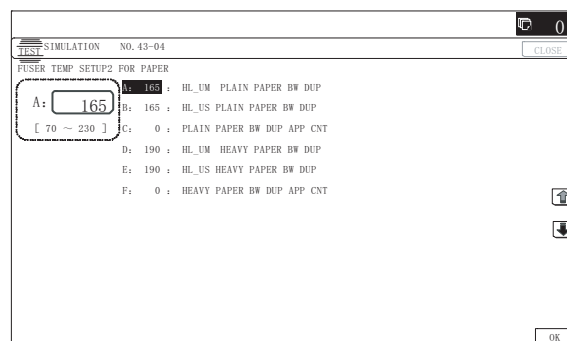 0
TEST SIMULATION NO. 43-04
CLOSE
FUSER TEMP SETUP2 FOR PAPER
A: 165
[ 70 ～ 230 ]
A: 165 : HL_UM PLAIN PAPER BW DUP
B: 165 : HL_US PLAIN PAPER BW DUP
C: 0 : PLAIN PAPER BW DUP APP CNT
D: 190 : HL_UM HEAVY PAPER BW DUP
E: 190 : HL_US HEAVY PAPER BW DUP
F: 0 : HEAVY PAPER BW DUP APP CNT
OK